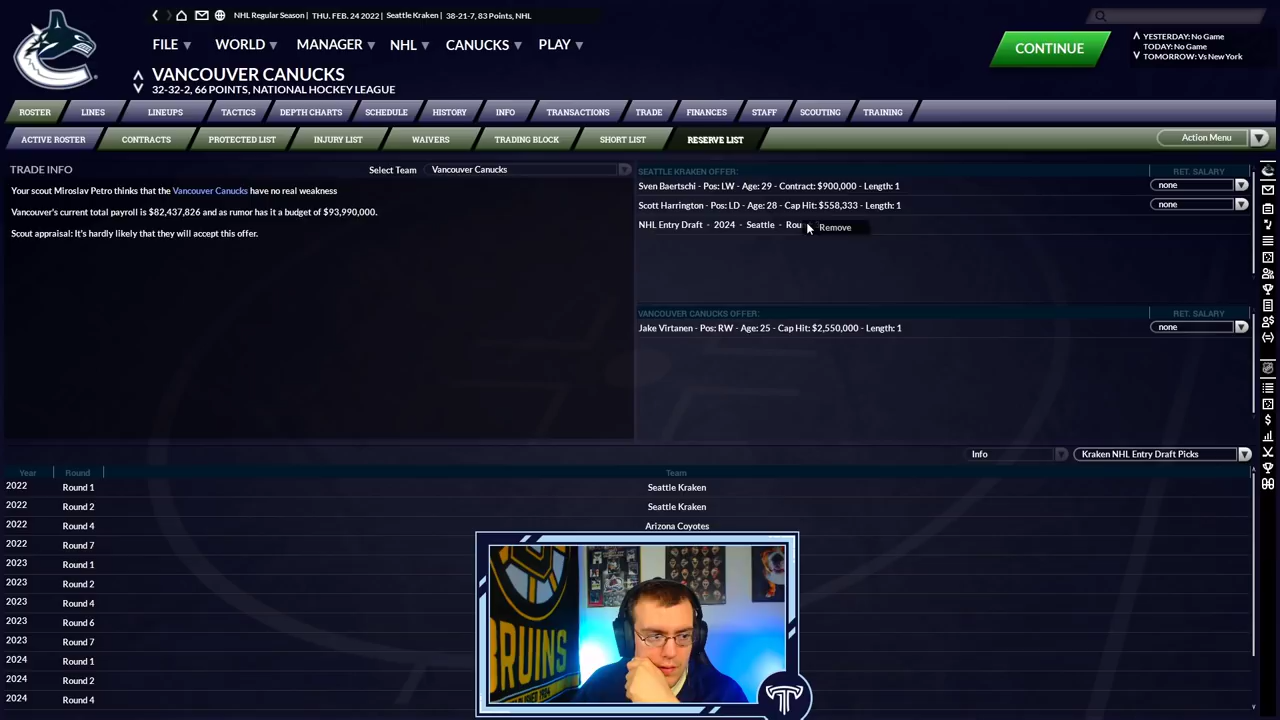 NHL Regular Season | THU. FEB. 24 2022 | Seattle Kraken | 38-21-7, 83 Points, NHL
FILE WORLD MANAGER NHL CANUCKS PLAY
CONTINUE
YESTERDAY: No Game
TODAY: No Game
TOMORROW: Vs New York
VANCOUVER CANUCKS
32-32-2, 66 POINTS, NATIONAL HOCKEY LEAGUE
ROSTER LINES LINEUPS TACTICS DEPTH CHARTS SCHEDULE HISTORY INFO TRANSACTIONS TRADE FINANCES STAFF SCOUTING TRAINING
ACTIVE ROSTER CONTRACTS PROTECTED LIST INJURY LIST WAIVERS TRADING BLOCK SHORT LIST RESERVE LIST Action Menu
TRADE INFO Select Team Vancouver Canucks
Your scout Miroslav Petro thinks that the Vancouver Canucks have no real weakness
Vancouver's current total payroll is $82,437,826 and as rumor has it a budget of $93,990,000.
Scout appraisal: It's hardly likely that they will accept this offer.
SEATTLE KRAKEN OFFER: RET. SALARY
Sven Baertschi - Pos: LW - Age: 29 - Contract: $900,000 - Length: 1 none
Scott Harrington - Pos: LD - Age: 28 - Cap Hit: $558,333 - Length: 1 none
NHL Entry Draft - 2024 - Seattle - Rou Remove
VANCOUVER CANUCKS OFFER: RET. SALARY
Jake Virtanen - Pos: RW - Age: 25 - Cap Hit: $2,550,000 - Length: 1 none
Info Kraken NHL Entry Draft Picks
Year Round Team
2022 Round 1 Seattle Kraken
2022 Round 2 Seattle Kraken
2022 Round 4 Arizona Coyotes
2022 Round 7
2023 Round 1
2023 Round 2
2023 Round 4
2023 Round 6
2023 Round 7
2024 Round 1
2024 Round 2
2024 Round 4
BRUINS